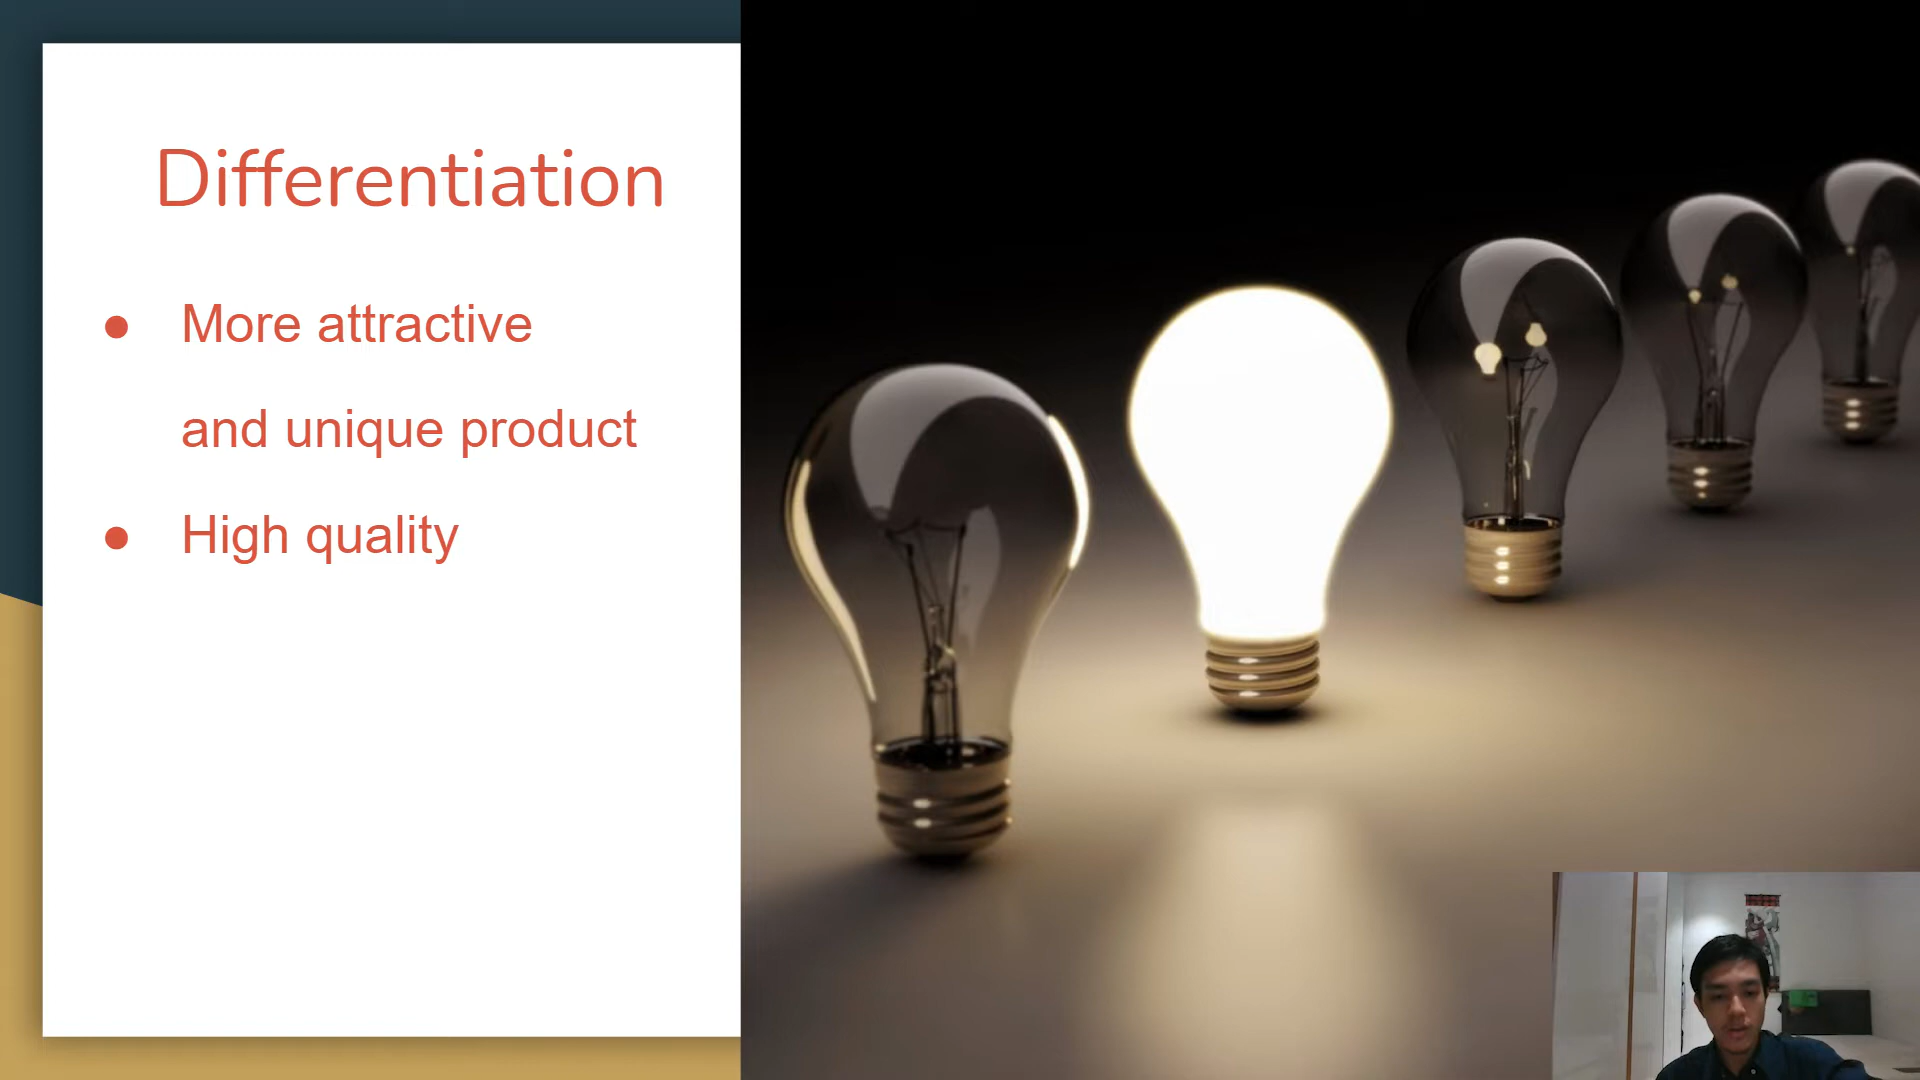 Differentiation
● More attractive
and unique product
● High quality